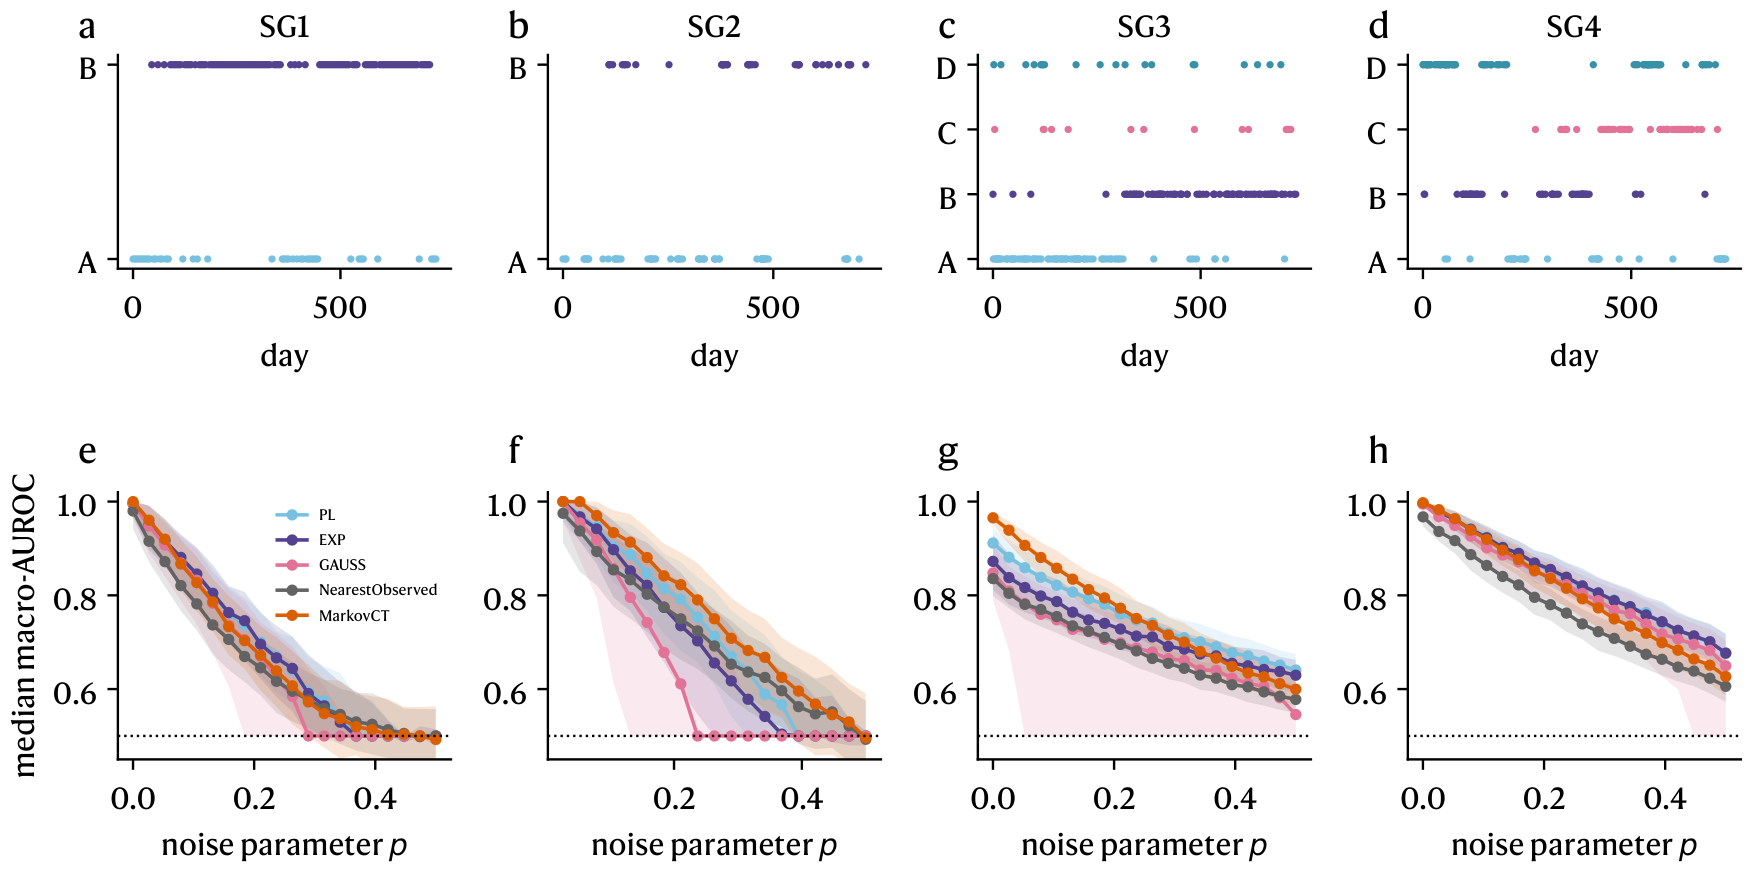 a SG1
B
A
0 500
day
b SG2
B
A
0 500
day
c SG3
D
C
B
A
0 500
day
d SG4
D
C
B
A
0 500
day
e
median macro-AUROC
1.0
0.8
0.6
PL
EXP
GAUSS
NearestObserved
MarkovCT
0.0 0.2 0.4
noise parameter p
f
1.0
0.8
0.6
0.2 0.4
noise parameter p
g
1.0
0.8
0.6
0.0 0.2 0.4
noise parameter p
h
1.0
0.8
0.6
0.0 0.2 0.4
noise parameter p